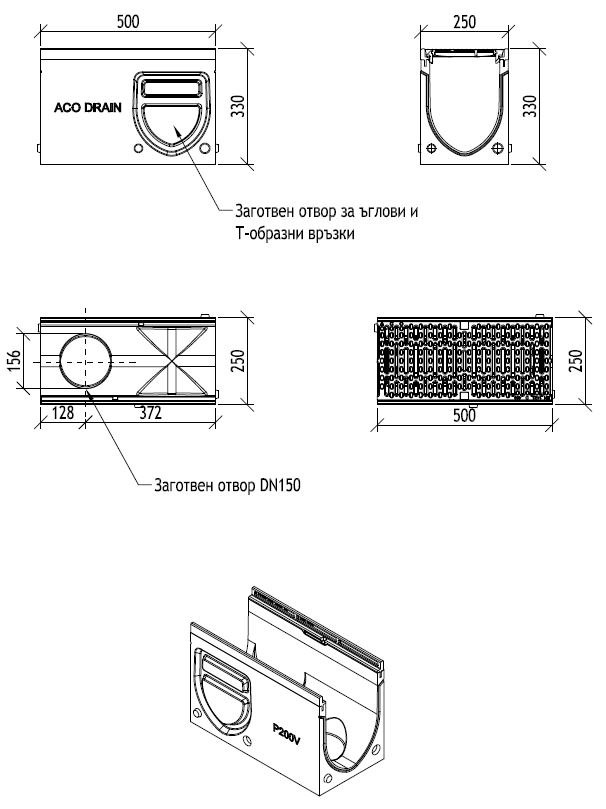 500
250
330
330
ACO DRAIN
Заготвен отвор за ъглови и
Т-образни връзки
156
250
250
128
372
500
Заготвен отвор DN150
P200V